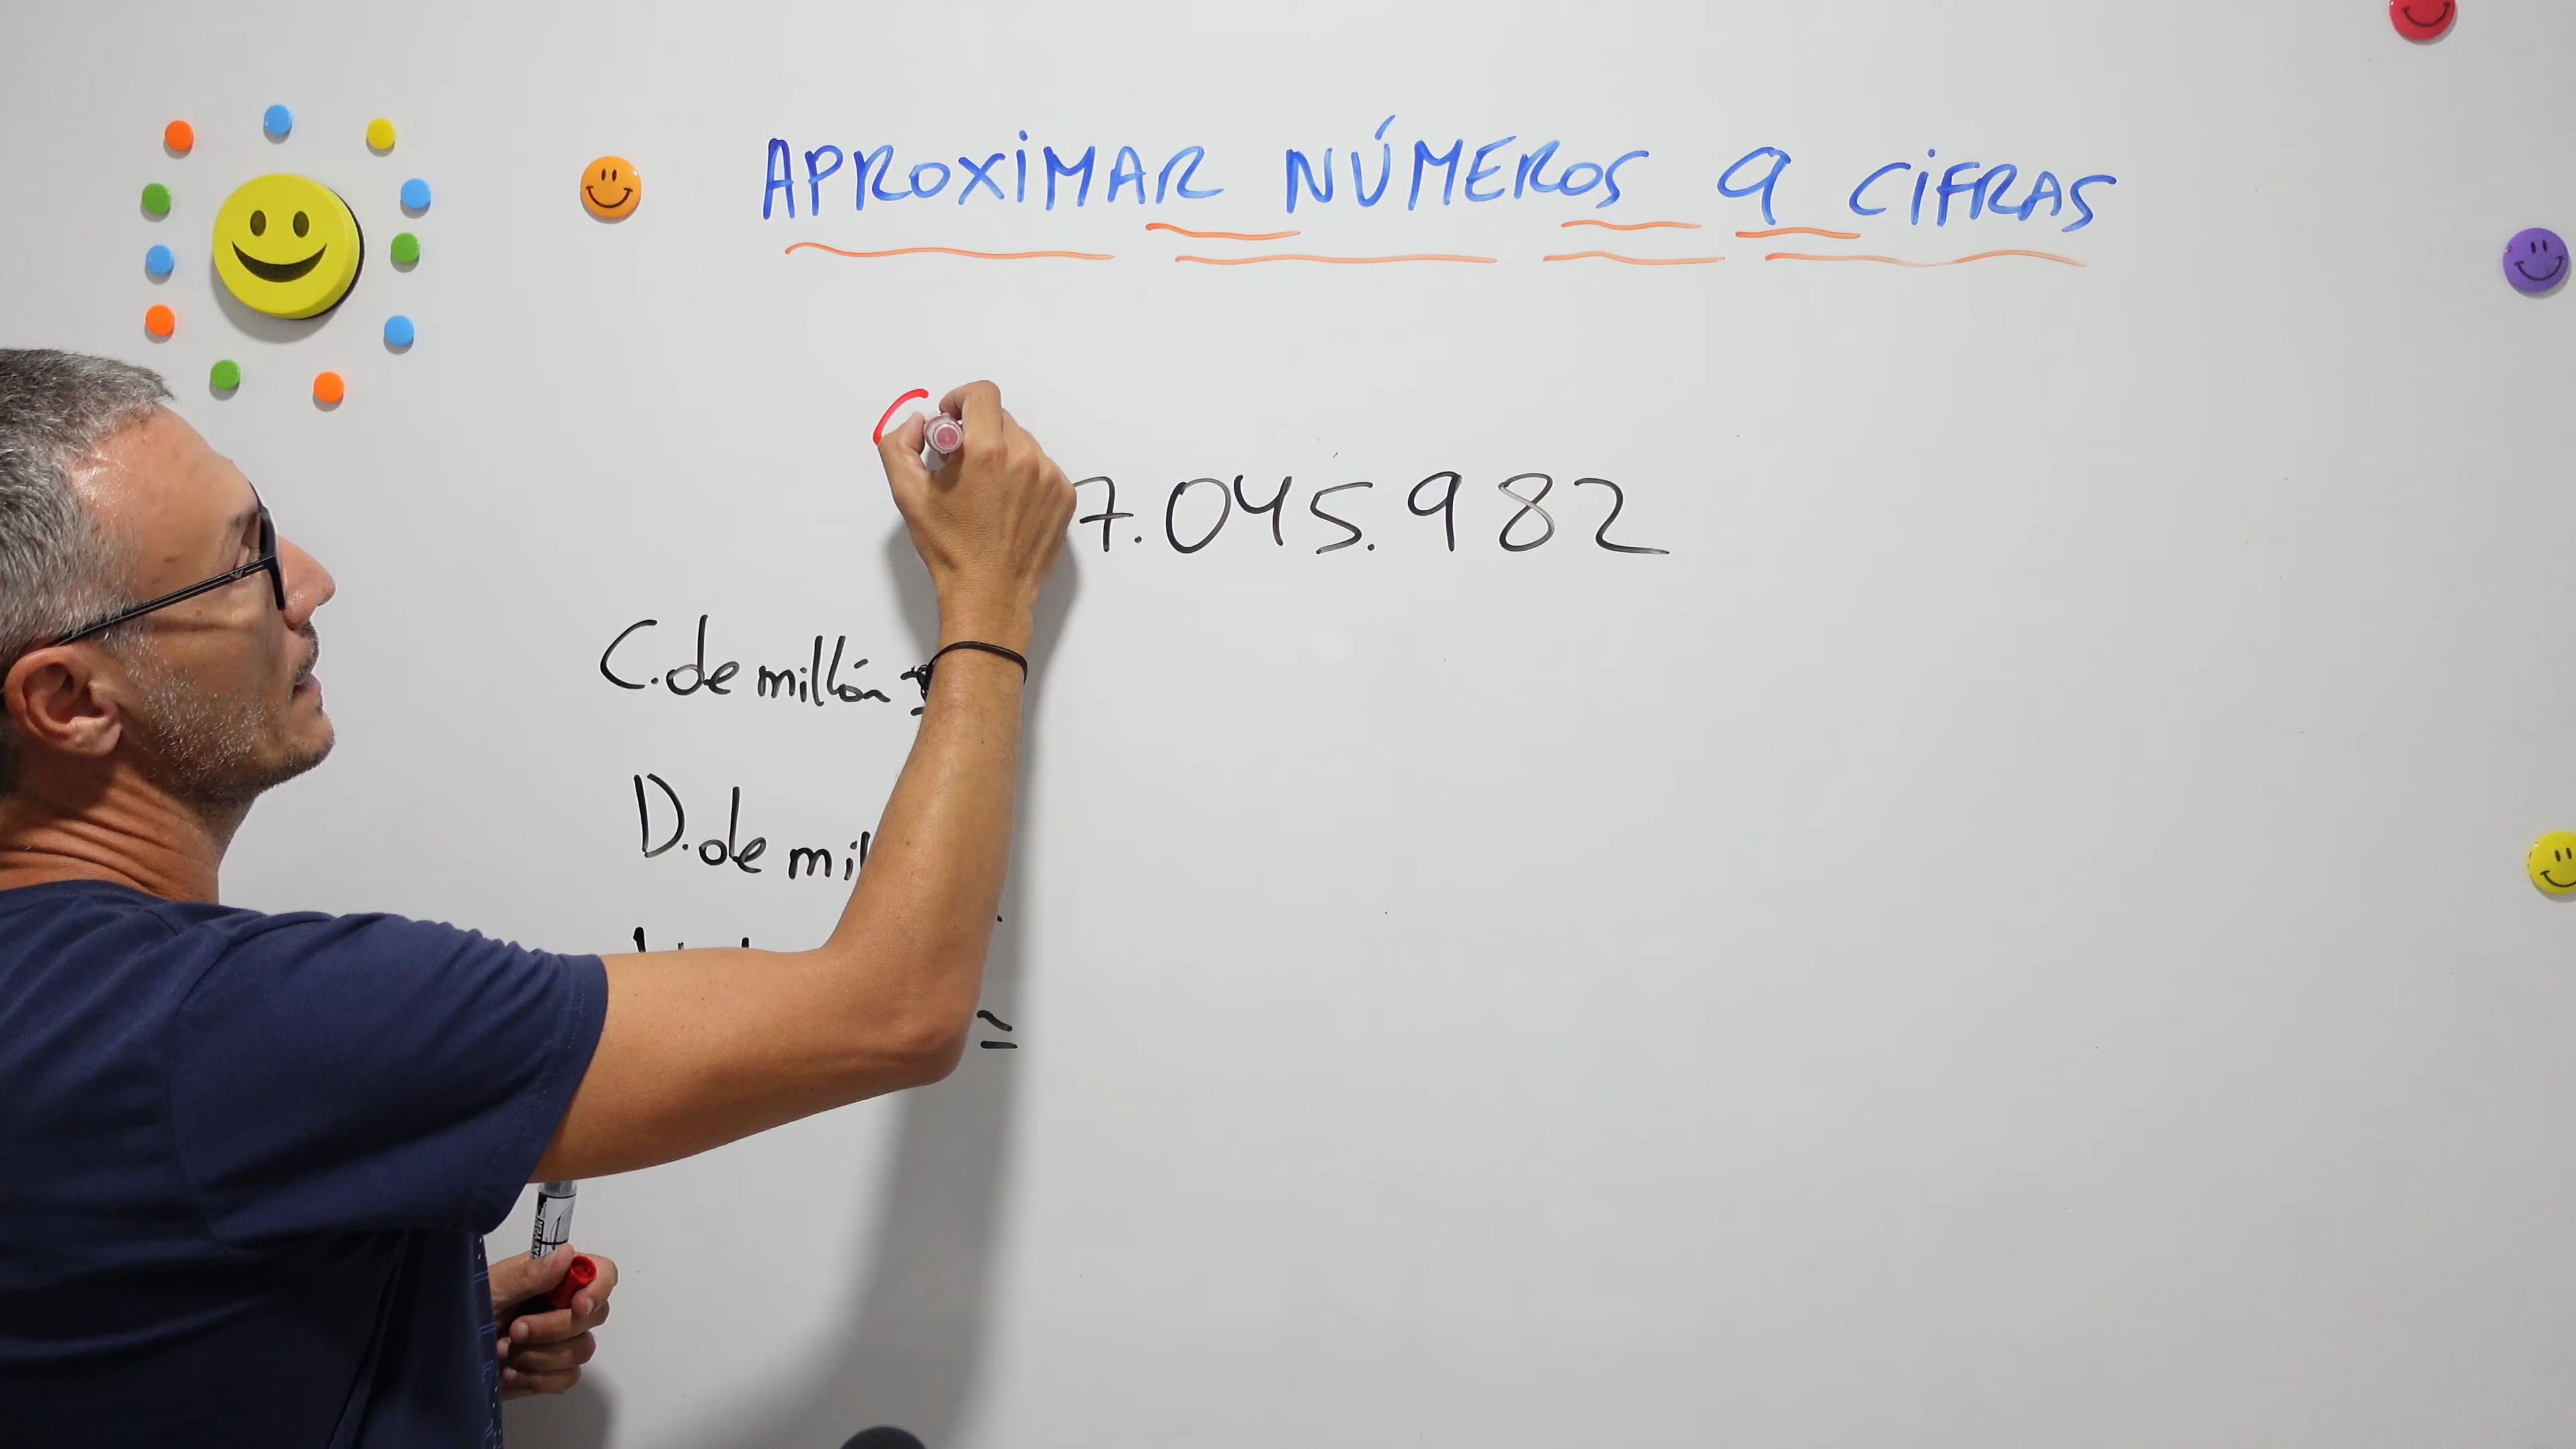 APROXIMAR NÚMEROS 9 CIFRAS
7.045.982
C.de millón ≃
D.de mil
≃